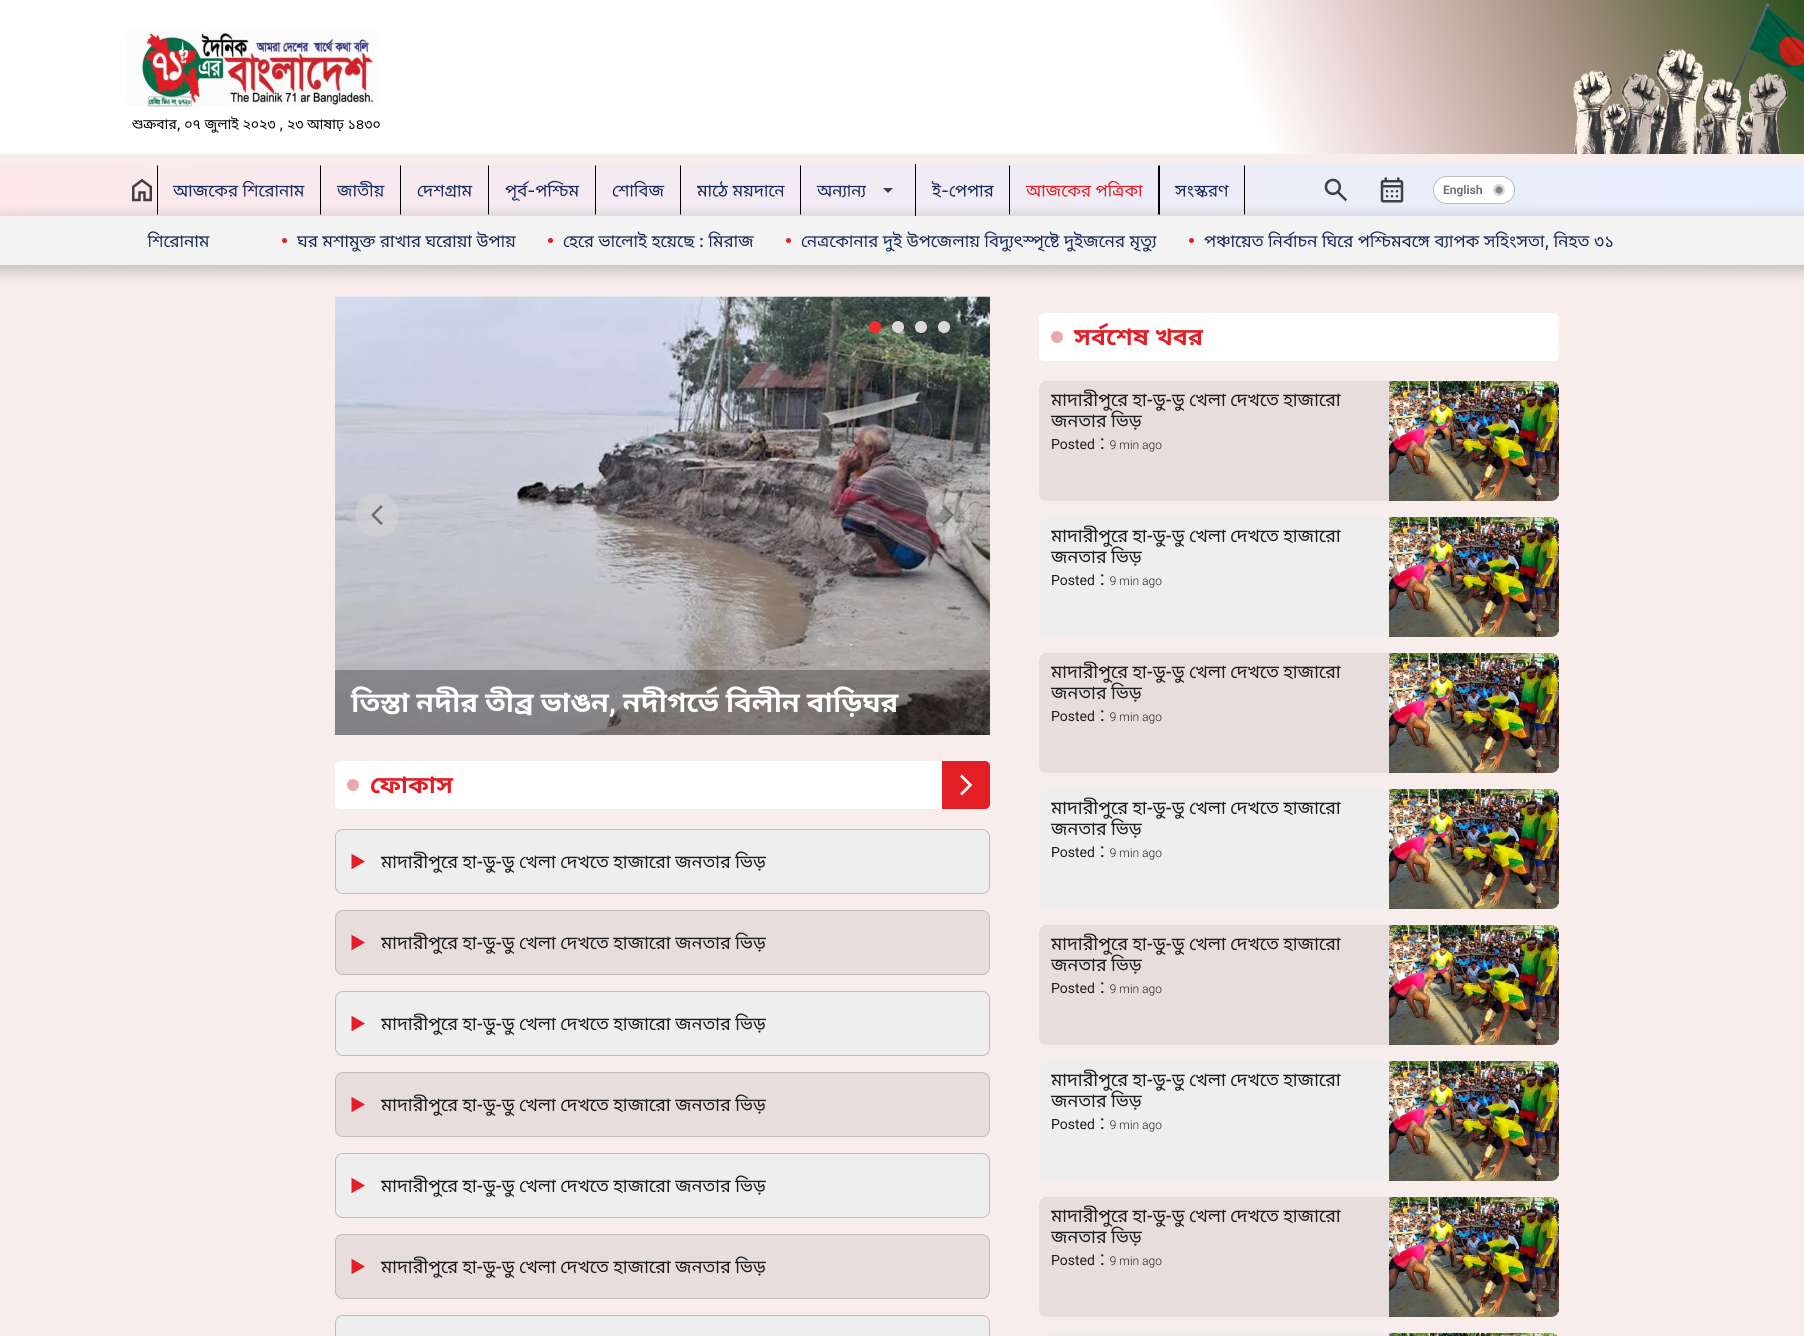 দৈনিক আমরা দেশের স্বার্থে কথা বলি
৭১ এর বাংলাদেশ
The Dainik 71 ar Bangladesh.
শুক্রবার, ০৭ জুলাই ২০২৩ , ২৩ আষাঢ় ১৪৩০
আজকের শিরোনাম জাতীয় দেশগ্রাম পূর্ব-পশ্চিম শোবিজ মাঠে ময়দানে অন্যান্য ই-পেপার আজকের পত্রিকা সংস্করণ English
শিরোনাম • ঘর মশামুক্ত রাখার ঘরোয়া উপায় • হেরে ভালোই হয়েছে : মিরাজ • নেত্রকোনার দুই উপজেলায় বিদ্যুৎস্পৃষ্টে দুইজনের মৃত্যু • পঞ্চায়েত নির্বাচন ঘিরে পশ্চিমবঙ্গে ব্যাপক সহিংসতা, নিহত ৩১
তিস্তা নদীর তীব্র ভাঙন, নদীগর্ভে বিলীন বাড়িঘর
ফোকাস
মাদারীপুরে হা-ডু-ডু খেলা দেখতে হাজারো জনতার ভিড়
মাদারীপুরে হা-ডু-ডু খেলা দেখতে হাজারো জনতার ভিড়
মাদারীপুরে হা-ডু-ডু খেলা দেখতে হাজারো জনতার ভিড়
মাদারীপুরে হা-ডু-ডু খেলা দেখতে হাজারো জনতার ভিড়
মাদারীপুরে হা-ডু-ডু খেলা দেখতে হাজারো জনতার ভিড়
মাদারীপুরে হা-ডু-ডু খেলা দেখতে হাজারো জনতার ভিড়
সর্বশেষ খবর
মাদারীপুরে হা-ডু-ডু খেলা দেখতে হাজারো
জনতার ভিড়
Posted : 9 min ago
মাদারীপুরে হা-ডু-ডু খেলা দেখতে হাজারো
জনতার ভিড়
Posted : 9 min ago
মাদারীপুরে হা-ডু-ডু খেলা দেখতে হাজারো
জনতার ভিড়
Posted : 9 min ago
মাদারীপুরে হা-ডু-ডু খেলা দেখতে হাজারো
জনতার ভিড়
Posted : 9 min ago
মাদারীপুরে হা-ডু-ডু খেলা দেখতে হাজারো
জনতার ভিড়
Posted : 9 min ago
মাদারীপুরে হা-ডু-ডু খেলা দেখতে হাজারো
জনতার ভিড়
Posted : 9 min ago
মাদারীপুরে হা-ডু-ডু খেলা দেখতে হাজারো
জনতার ভিড়
Posted : 9 min ago